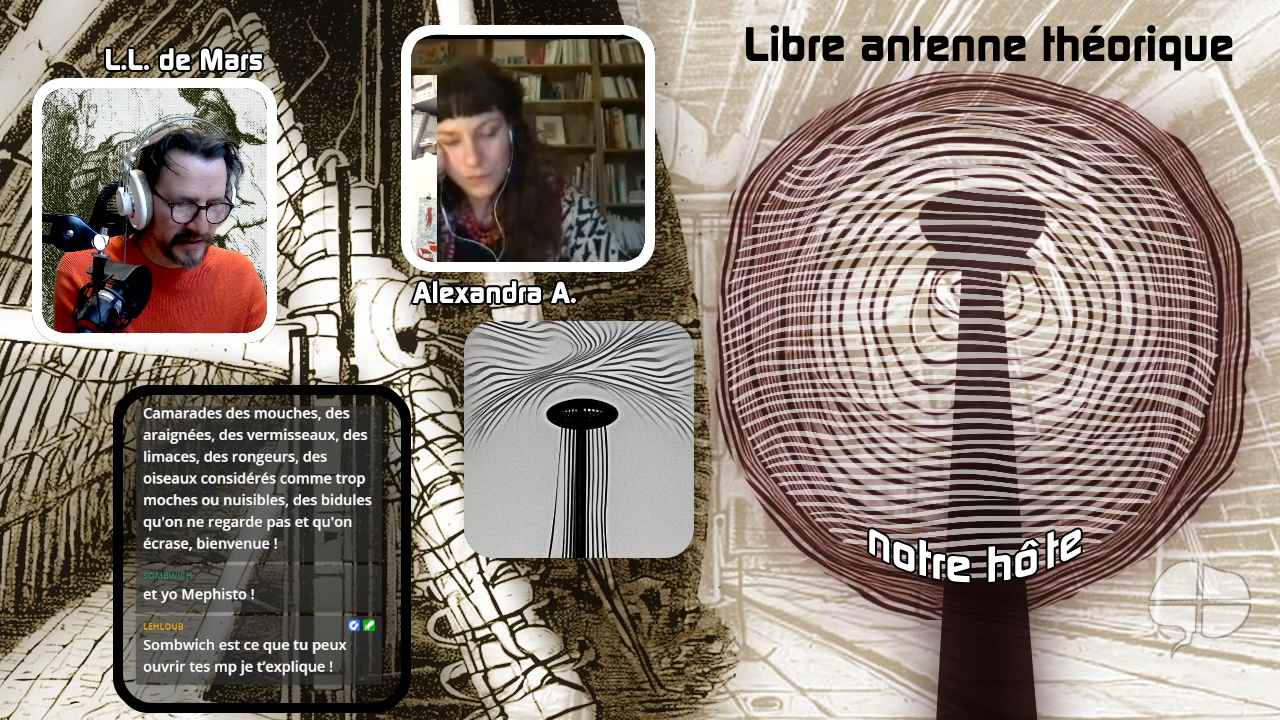 L.L. de Mars
Alexandra A.
Libre antenne théorique
notre hôte
Camarades des mouches, des
araignées, des vermisseaux, des
limaces, des rongeurs, des
oiseaux considérés comme trop
moches ou nuisibles, des bidules
qu'on ne regarde pas et qu'on
écrase, bienvenue !
SOMBWICH
et yo Mephisto !
LEHLOUB
Sombwich est ce que tu peux
ouvrir tes mp je t’explique !